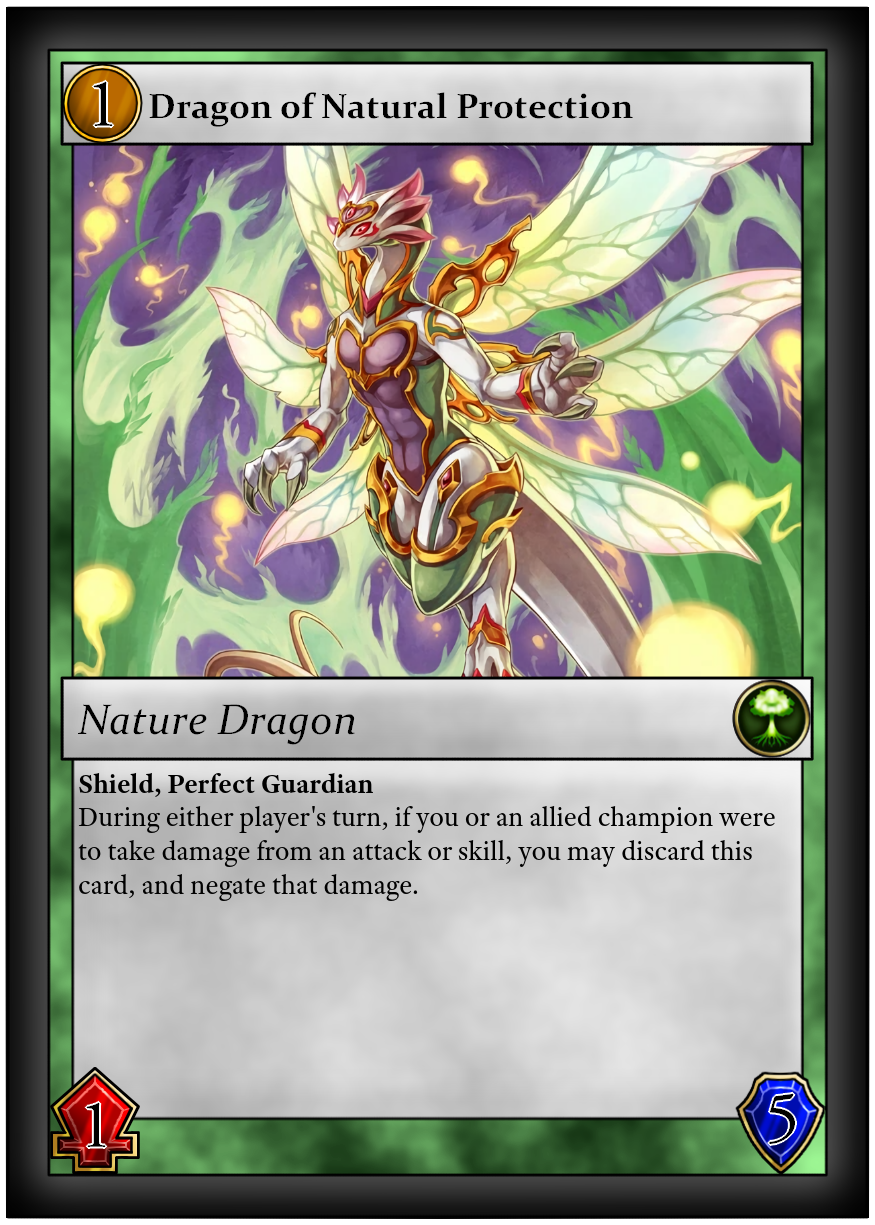 1 Dragon of Natural Protection
Nature Dragon
Shield, Perfect Guardian
During either player's turn, if you or an allied champion were
to take damage from an attack or skill, you may discard this
card, and negate that damage.
1 5